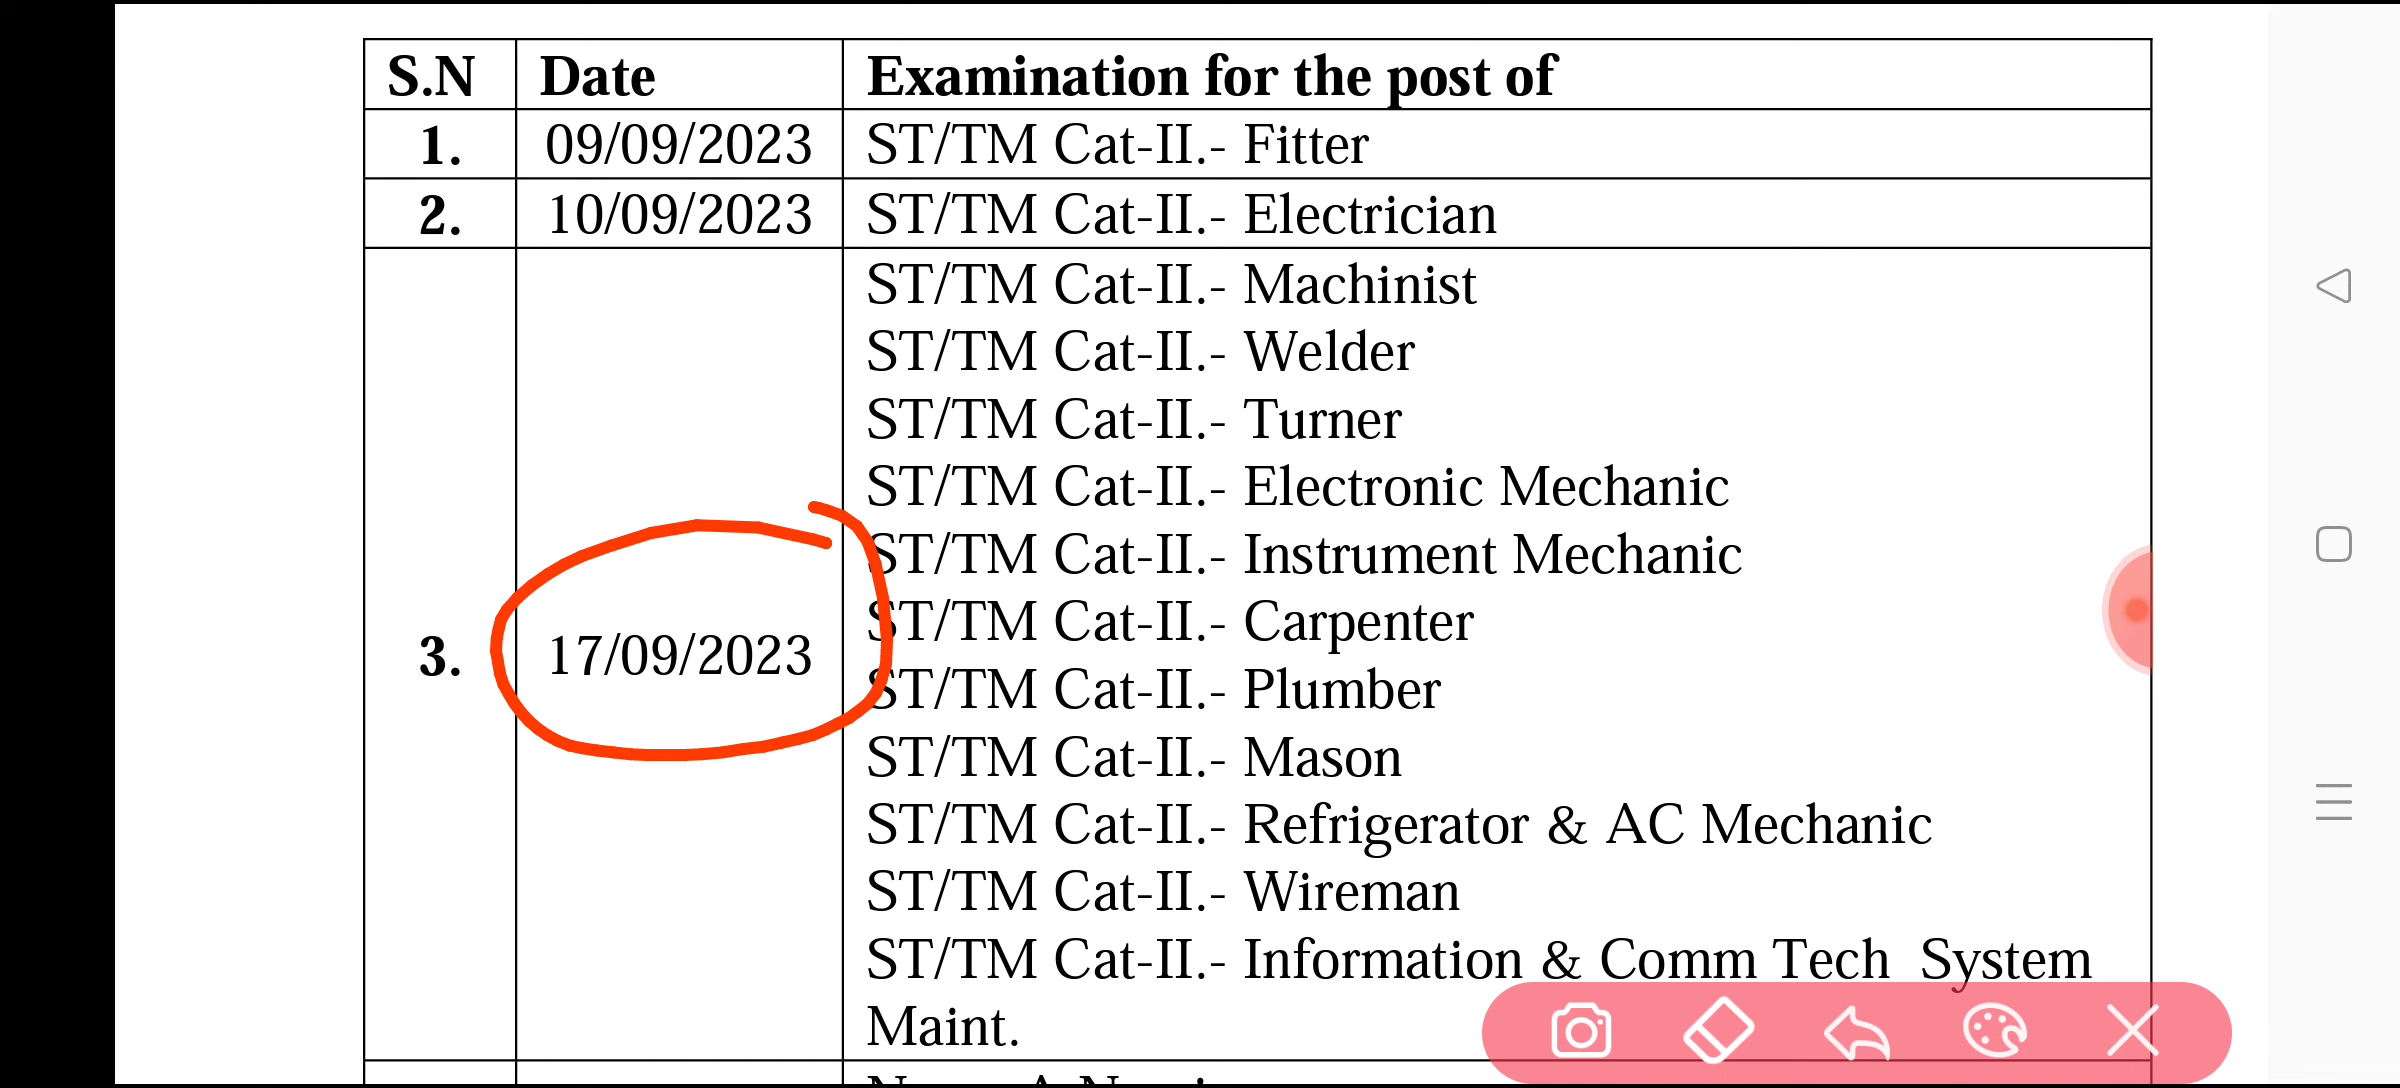 S.N Date Examination for the post of
1. 09/09/2023 ST/TM Cat-II.- Fitter
2. 10/09/2023 ST/TM Cat-II.- Electrician
3. 17/09/2023 ST/TM Cat-II.- Machinist
ST/TM Cat-II.- Welder
ST/TM Cat-II.- Turner
ST/TM Cat-II.- Electronic Mechanic
ST/TM Cat-II.- Instrument Mechanic
ST/TM Cat-II.- Carpenter
ST/TM Cat-II.- Plumber
ST/TM Cat-II.- Mason
ST/TM Cat-II.- Refrigerator & AC Mechanic
ST/TM Cat-II.- Wireman
ST/TM Cat-II.- Information & Comm Tech System
Maint.